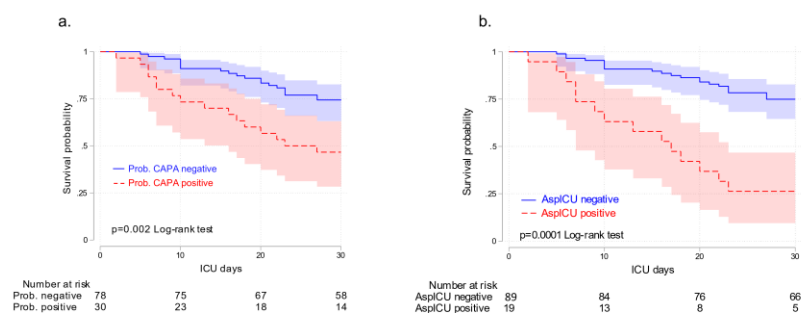 a.
1
.75
.5
.25
0
Survival probability
Prob. CAPA negative
Prob. CAPA positive
p=0.002 Log-rank test
0 10 20 30
ICU days
Number at risk
Prob. negative 78 75 67 58
Prob. positive 30 23 18 14
b.
1
.75
.5
.25
0
Survival probability
AspICU negative
AspICU positive
p=0.0001 Log-rank test
0 10 20 30
ICU days
Number at risk
AspICU negative 89 84 76 66
AspICU positive 19 13 8 5